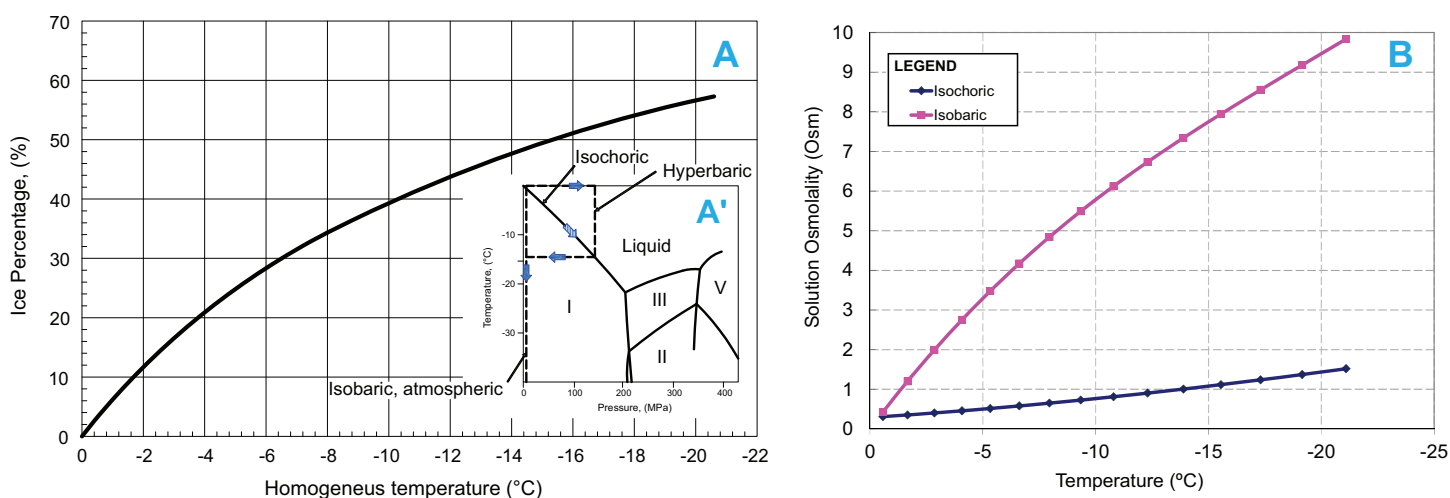 A
Ice Percentage, (%)
70
60
50
40
30
20
10
0
0 -2 -4 -6 -8 -10 -12 -14 -16 -18 -20 -22
Homogeneus temperature (°C)
Isochoric
Hyperbaric
Isobaric, atmospheric
A'
Temperature, (°C)
-10
-20
-30
Liquid
I
III
V
II
0 100 200 300 400
Pressure, (MPa)
B
Solution Osmolality (Osm)
10
9
8
7
6
5
4
3
2
1
0
LEGEND
Isochoric
Isobaric
0 -5 -10 -15 -20 -25
Temperature (ºC)